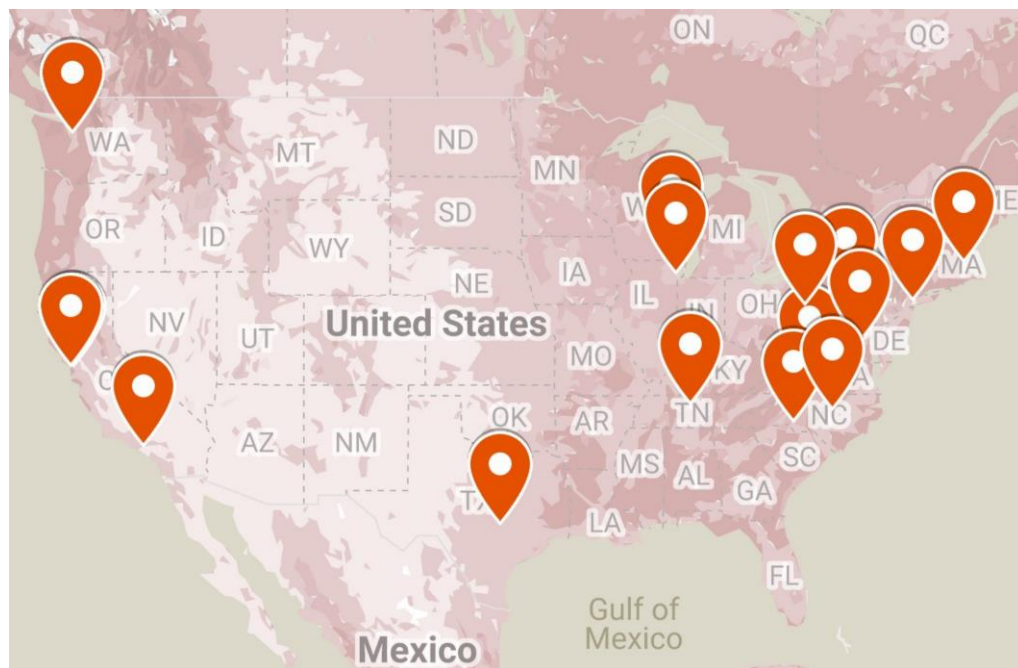 ON
QC
WA
MT
ND
MN
OR
ID
WY
SD
MI
ME
MA
NV
UT
NE
IA
IL
IN
OH
DE
United States
MO
KY
AZ
NM
OK
AR
TN
NC
MS
AL
GA
SC
LA
FL
Gulf of
Mexico
Mexico